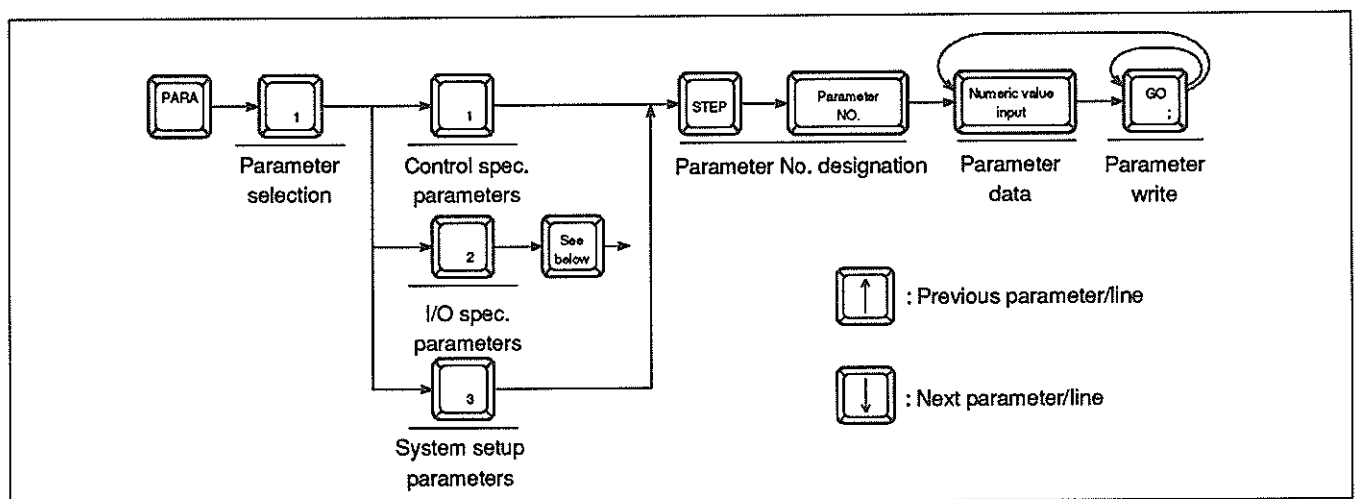 PARA
1
Parameter
selection
1
Control spec.
parameters
2
I/O spec.
parameters
See
below
3
System setup
parameters
STEP
Parameter
NO.
Parameter No. designation
Numeric value
input
Parameter
data
GO
;
Parameter
write
↑ : Previous parameter/line
↓ : Next parameter/line